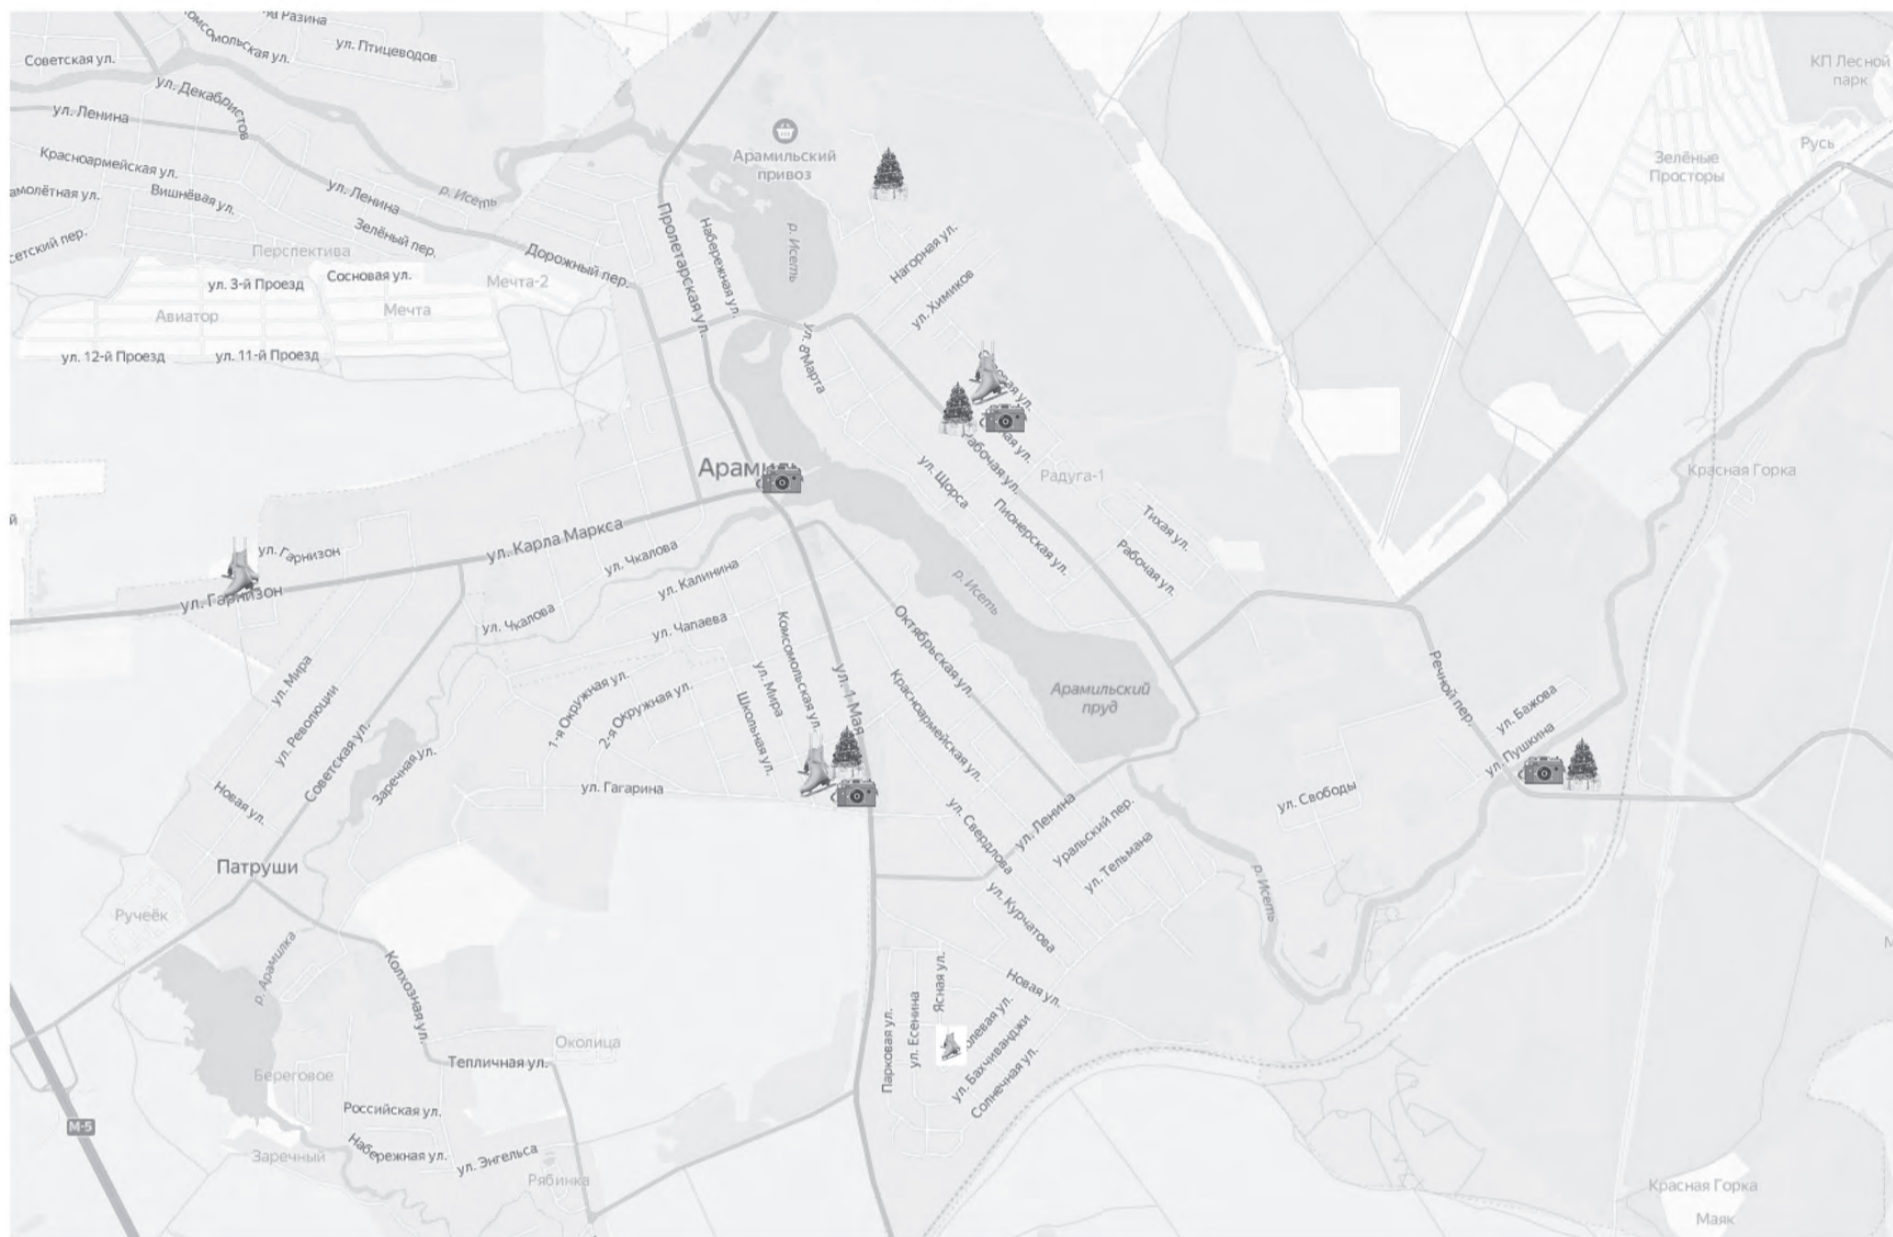 ул. Разина
ул. Птицеводов
Советская ул.
ул. Декабристов
КП Лесной
парк
ул. Ленина
Русь
Арамильский
привоз
Зелёные
Просторы
Красноармейская ул.
ул. Ленина
р. Исеть
Вишнёвая ул.
Зелёный пер.
Пролетарская ул.
Набережная ул.
р. Исеть
Нагорная ул.
Перспектива
Дорожный пер.
ул. 3-й Проезд
Сосновая ул.
Мечта-2
ул. Химиков
Авиатор
Мечта
ул. 12-й Проезд
ул. 11-й Проезд
ул. 8 Марта
Рабочая ул.
Радуга-1
Красная Горка
ул. Щорса
Пионерская ул.
Тихая ул.
Рабочая ул.
й
ул. Гарнизон
ул. Карла Маркса
ул. Чкалова
ул. Калинина
р. Исеть
ул. Гарнизон
ул. Чкалова
ул. Чапаева
Комсомольская ул.
Октябрьская ул.
ул. Мира
1-я Окружная ул.
2-я Окружная ул.
ул. Мира
ул. 1 Мая
Красноармейская ул.
Арамильский
пруд
Речной пер.
ул. Бажова
ул. Революции
Школьная ул.
ул. Пушкина
Советская ул.
Заречная ул.
ул. Гагарина
ул. Свободы
Новая ул.
ул. Свердлова
ул. Ленина
Уральский пер.
ул. Тельмана
Патруши
р. Исеть
Ручеёк
ул. Курчатова
р. Арамилка
Колхозная ул.
Ясная ул.
Новая ул.
Парковая ул.
ул. Есенина
ул. Бахчиванджи
Солнечная ул.
Околица
Тепличная ул.
Береговое
Российская ул.
М-5
Набережная ул.
ул. Энгельса
Заречный
Рябинка
Красная Горка
Маяк